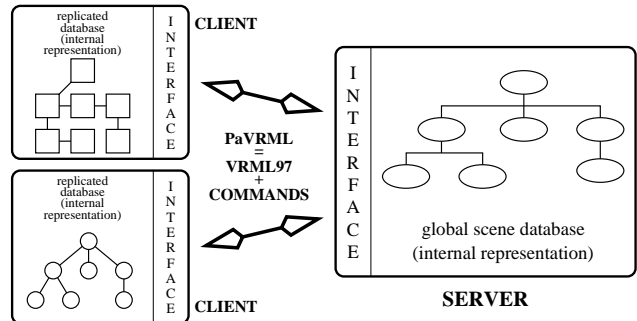 replicated
database
(internal
representation)
INTERFACE
CLIENT
PaVRML
=
VRML97
+
COMMANDS
replicated
database
(internal
representation)
INTERFACE
CLIENT
INTERFACE
global scene database
(internal representation)
SERVER